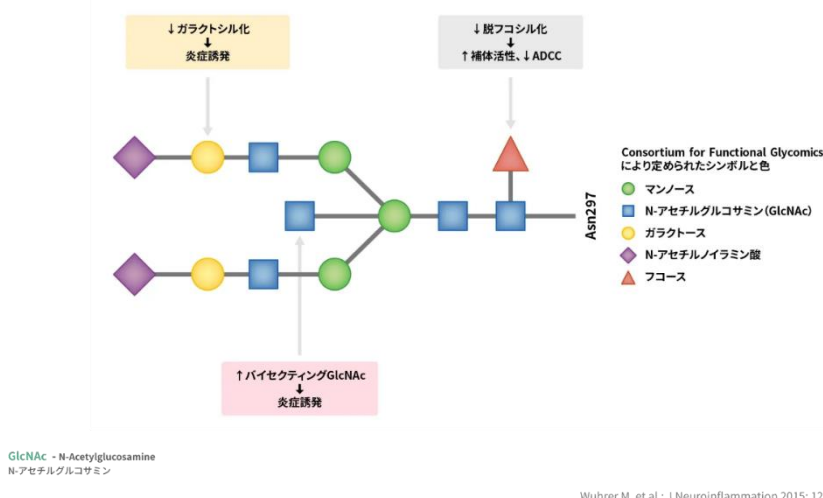 ↓ガラクトシル化
↓
炎症誘発
↓脱フコシル化
↓
↑補体活性、↓ADCC
Consortium for Functional Glycomics
により定められたシンボルと色
マンノース
N-アセチルグルコサミン(GlcNAc)
ガラクトース
N-アセチルノイラミン酸
フコース
Asn297
↑バイセクティングGlcNAc
↓
炎症誘発
GlcNAc - N-Acetylglucosamine
N-アセチルグルコサミン
Wuhrer M, et al.: J Neuroinflammation 2015; 12